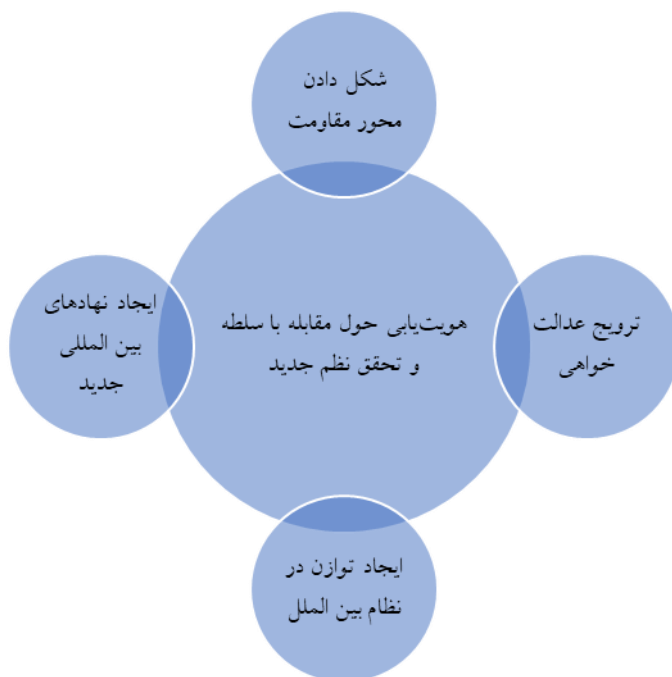 شکل دادن
محور مقاومت
ترویج عدالت
خواهی
هویت‌یابی حول مقابله با سلطه
و تحقق نظم جدید
ایجاد نهادهای
بین المللی
جدید
ایجاد توازن در
نظام بین الملل